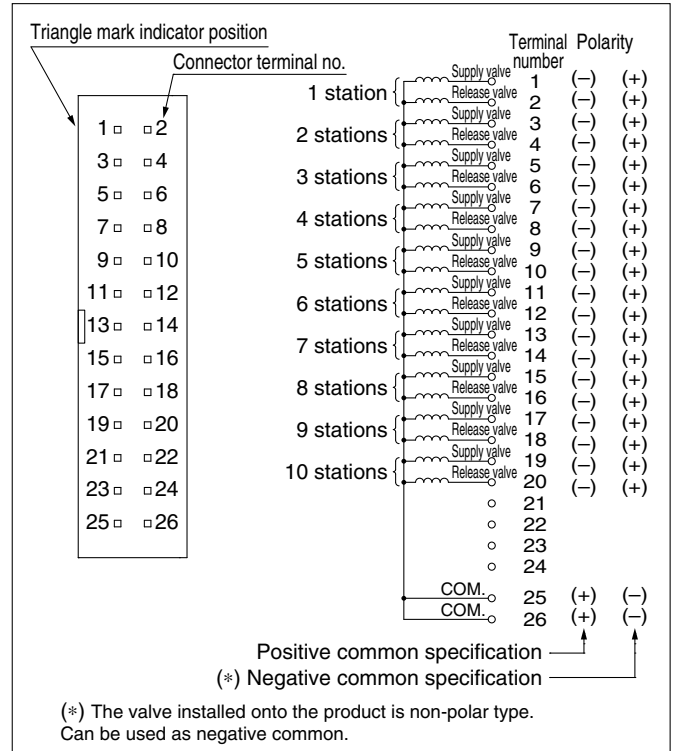 Triangle mark indicator position
Connector terminal no.
1 2
3 4
5 6
7 8
9 10
11 12
13 14
15 16
17 18
19 20
21 22
23 24
25 26
Terminal number Polarity
1 station Supply valve 1 (–) (+)
Release valve 2 (–) (+)
2 stations Supply valve 3 (–) (+)
Release valve 4 (–) (+)
3 stations Supply valve 5 (–) (+)
Release valve 6 (–) (+)
4 stations Supply valve 7 (–) (+)
Release valve 8 (–) (+)
5 stations Supply valve 9 (–) (+)
Release valve 10 (–) (+)
6 stations Supply valve 11 (–) (+)
Release valve 12 (–) (+)
7 stations Supply valve 13 (–) (+)
Release valve 14 (–) (+)
8 stations Supply valve 15 (–) (+)
Release valve 16 (–) (+)
9 stations Supply valve 17 (–) (+)
Release valve 18 (–) (+)
10 stations Supply valve 19 (–) (+)
Release valve 20 (–) (+)
21
22
23
24
COM. 25 (+) (–)
COM. 26 (+) (–)
Positive common specification
(*) Negative common specification
(*) The valve installed onto the product is non-polar type.
Can be used as negative common.